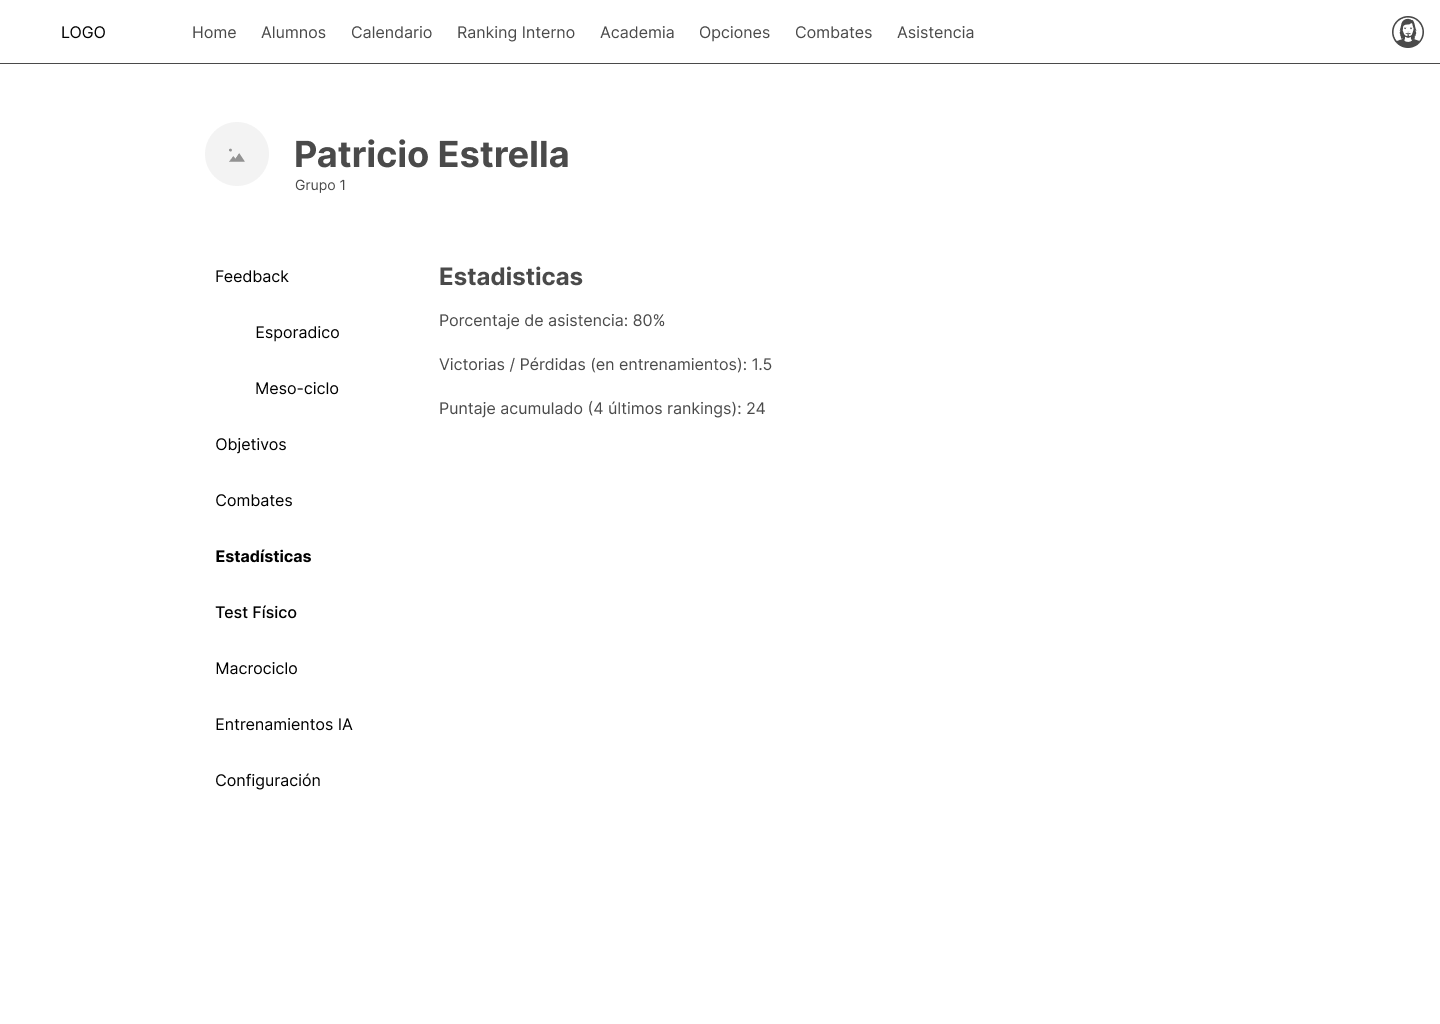 LOGO Home Alumnos Calendario Ranking Interno Academia Opciones Combates Asistencia
Patricio Estrella
Grupo 1
Feedback
Esporadico
Meso-ciclo
Objetivos
Combates
Estadísticas
Test Físico
Macrociclo
Entrenamientos IA
Configuración
Estadisticas
Porcentaje de asistencia: 80%
Victorias / Pérdidas (en entrenamientos): 1.5
Puntaje acumulado (4 últimos rankings): 24